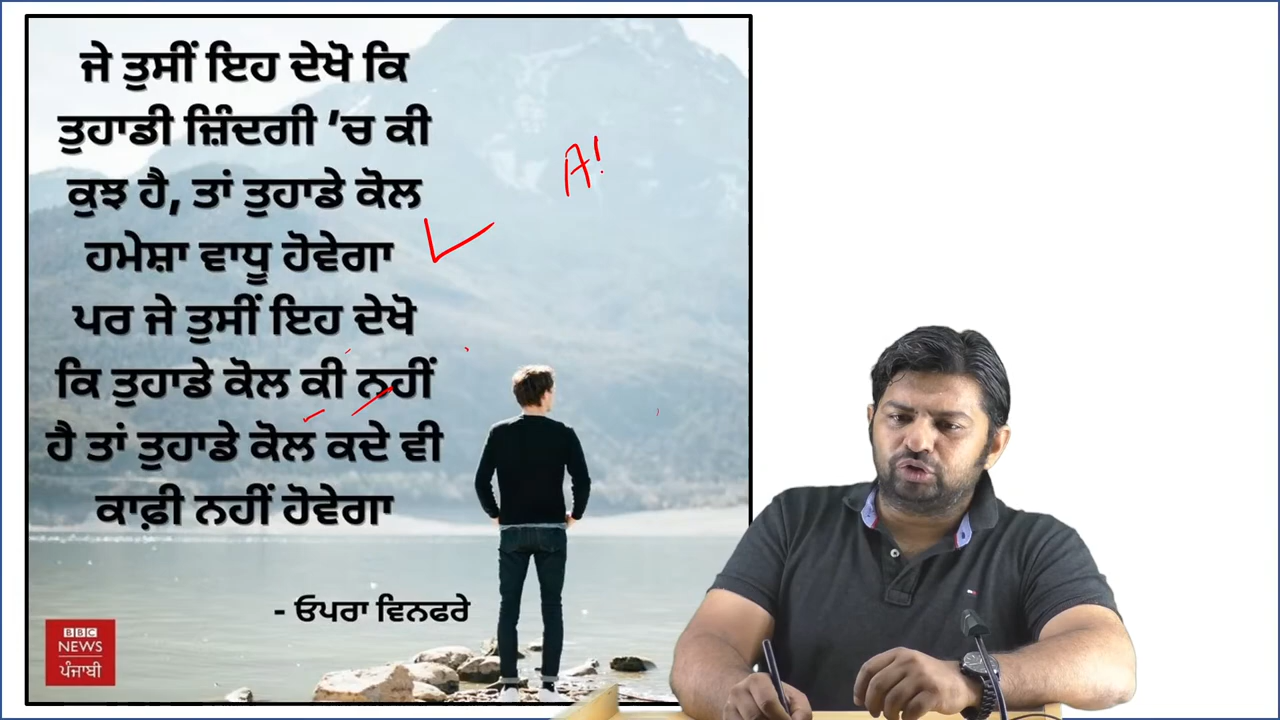 ਜੇ ਤੁਸੀਂ ਇਹ ਦੇਖੋ ਕਿ
ਤੁਹਾਡੀ ਜ਼ਿੰਦਗੀ 'ਚ ਕੀ
ਕੁਝ ਹੈ, ਤਾਂ ਤੁਹਾਡੇ ਕੋਲ
ਹਮੇਸ਼ਾ ਵਾਧੂ ਹੋਵੇਗਾ
ਪਰ ਜੇ ਤੁਸੀਂ ਇਹ ਦੇਖੋ
ਕਿ ਤੁਹਾਡੇ ਕੋਲ ਕੀ ਨਹੀਂ
ਹੈ ਤਾਂ ਤੁਹਾਡੇ ਕੋਲ ਕਦੇ ਵੀ
ਕਾਫ਼ੀ ਨਹੀਂ ਹੋਵੇਗਾ
- ਓਪਰਾ ਵਿਨਫਰੇ
BBC
NEWS
ਪੰਜਾਬੀ
A!